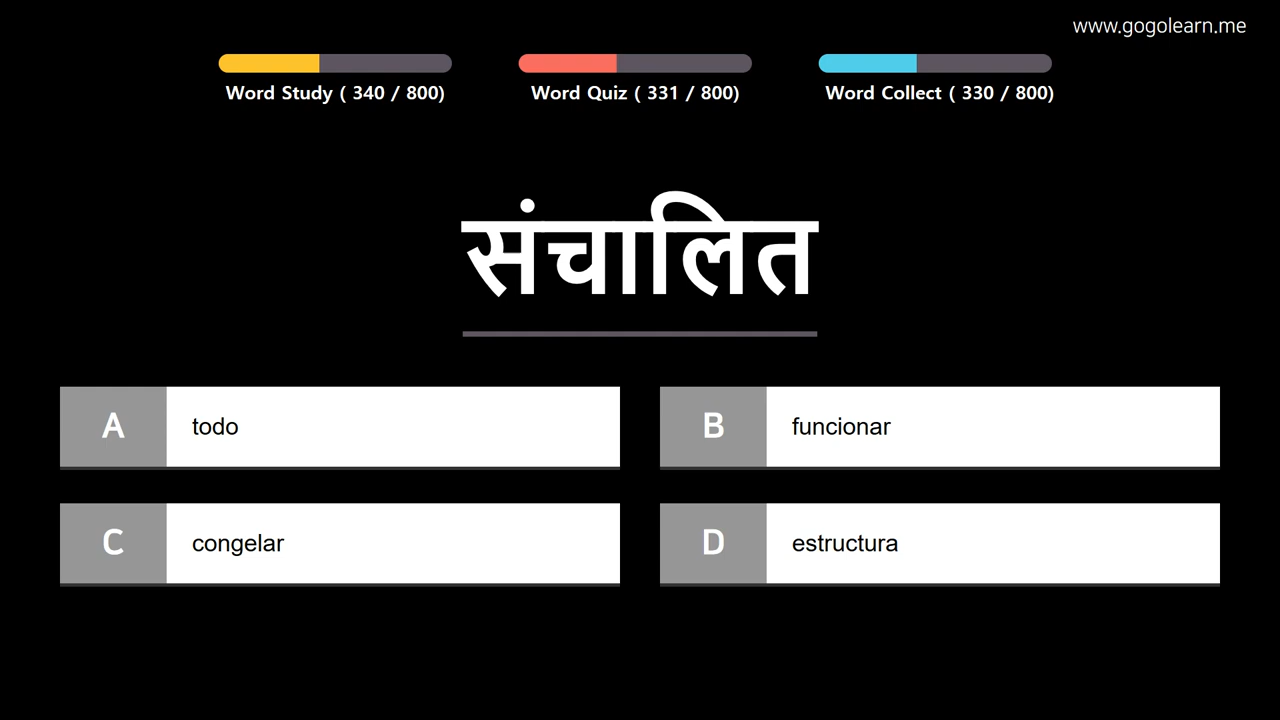 www.gogolearn.me
Word Study ( 340 / 800)
Word Quiz ( 331 / 800)
Word Collect ( 330 / 800)
संचालित
A todo
B funcionar
C congelar
D estructura